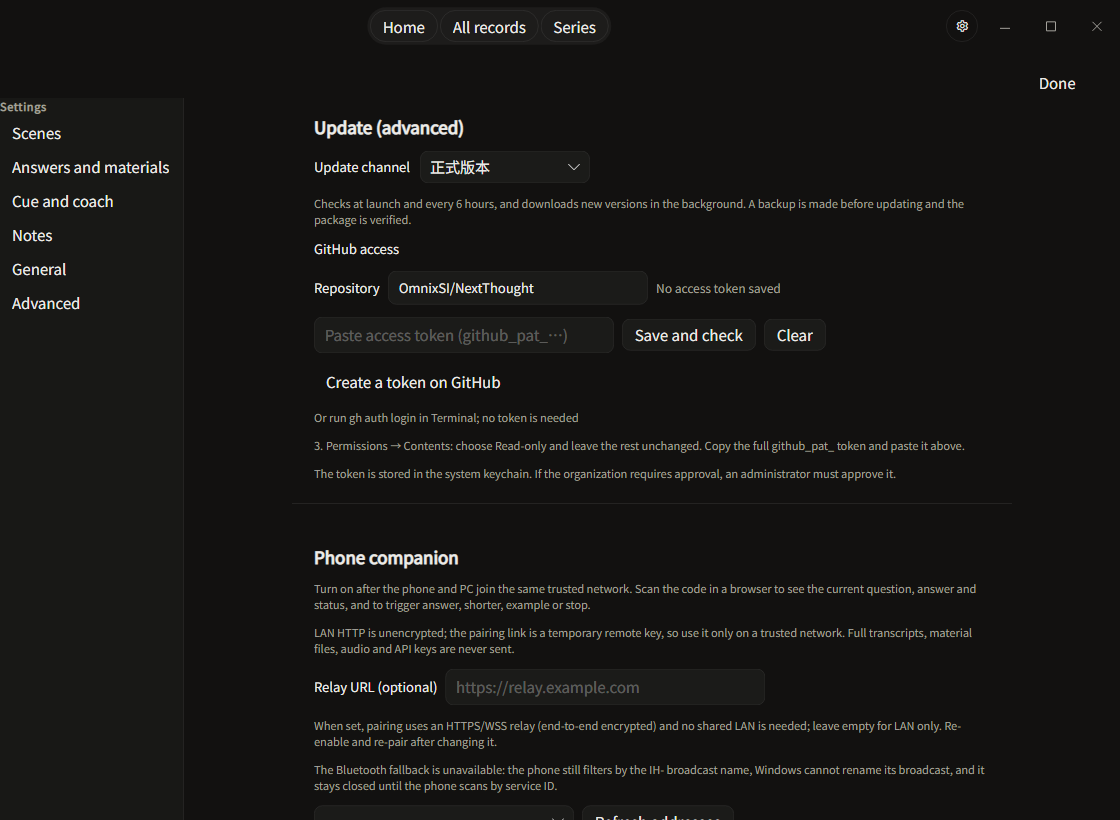 Home All records Series
Done
Settings
Scenes
Answers and materials
Cue and coach
Notes
General
Advanced
Update (advanced)
Update channel 正式版本
Checks at launch and every 6 hours, and downloads new versions in the background. A backup is made before updating and the
package is verified.
GitHub access
Repository OmnixSI/NextThought No access token saved
Paste access token (github_pat_…) Save and check Clear
Create a token on GitHub
Or run gh auth login in Terminal; no token is needed
3. Permissions → Contents: choose Read-only and leave the rest unchanged. Copy the full github_pat_ token and paste it above.
The token is stored in the system keychain. If the organization requires approval, an administrator must approve it.
Phone companion
Turn on after the phone and PC join the same trusted network. Scan the code in a browser to see the current question, answer and
status, and to trigger answer, shorter, example or stop.
LAN HTTP is unencrypted; the pairing link is a temporary remote key, so use it only on a trusted network. Full transcripts, material
files, audio and API keys are never sent.
Relay URL (optional) https://relay.example.com
When set, pairing uses an HTTPS/WSS relay (end-to-end encrypted) and no shared LAN is needed; leave empty for LAN only. Re-
enable and re-pair after changing it.
The Bluetooth fallback is unavailable: the phone still filters by the IH- broadcast name, Windows cannot rename its broadcast, and it
stays closed until the phone scans by service ID.
Refresh addresses